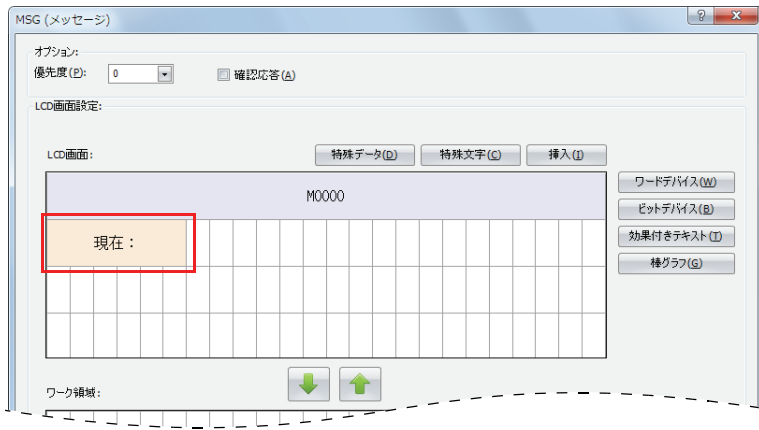 MSG (メッセージ)
オプション:
優先度(P): 0 確認応答(A)
LCD画面設定:
LCD画面: 特殊データ(D) 特殊文字(C) 挿入(I)
M0000
現在：
ワードデバイス(W)
ビットデバイス(B)
効果付きテキスト(T)
棒グラフ(G)
ワーク領域: